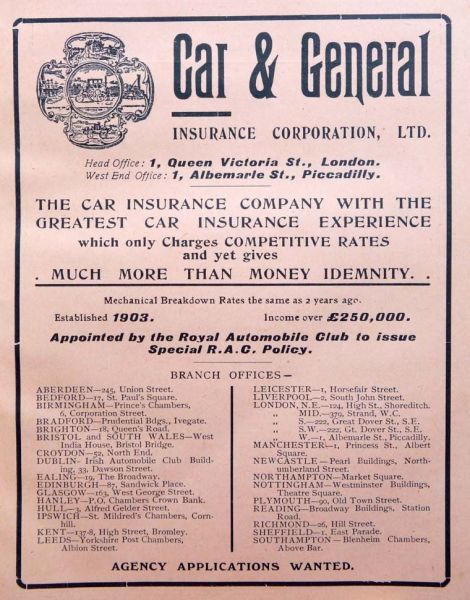 Car & General
INSURANCE CORPORATION, LTD.
Head Office: 1, Queen Victoria St., London.
West End Office: 1, Albemarle St., Piccadilly.
THE CAR INSURANCE COMPANY WITH THE
GREATEST CAR INSURANCE EXPERIENCE
which only Charges COMPETITIVE RATES
and yet gives
. MUCH MORE THAN MONEY IDEMNITY. .
Mechanical Breakdown Rates the same as 2 years ago.
Established 1903. Income over £250,000.
Appointed by the Royal Automobile Club to issue
Special R.A.C. Policy.
BRANCH OFFICES—
ABERDEEN—245, Union Street.
BEDFORD—17, St. Paul's Square.
BIRMINGHAM—Prince's Chambers,
6, Corporation Street.
BRADFORD—Prudential Bdgs., Ivegate.
BRIGHTON—18, Queen's Road.
BRISTOL and SOUTH WALES—West
India House, Bristol Bridge.
CROYDON—52, North End.
DUBLIN- Irish Automobile Club Build-
ing, 33, Dawson Street.
EALING—19, The Broadway.
EDINBURGH—87, Sandwick Place.
GLASGOW—163, West George Street.
HANLEY—P.O. Chambers Crown Bank.
HULL—3, Alfred Gelder Street.
IPSWICH—St. Mildred's Chambers, Corn-
hill.
KENT—137-8, High Street, Bromley.
LEEDS—Yorkshire Post Chambers,
Albion Street.
LEICESTER—1, Horsefair Street.
LIVERPOOL—2, South John Street.
LONDON, N.E.—124, High St., Shoreditch.
„ MID.—379, Strand, W.C.
„ S.—222, Great Dover St., S.E.
„ S.W.—222, Gt. Dover St., S.E.
„ W.—1, Albemarle St., Piccadilly.
MANCHESTER—1, Princess St., Albert
Square.
NEWCASTLE—Pearl Buildings, North-
umberland Street.
NORTHAMPTON—Market Square.
NOTTINGHAM—Westminster Buildings,
Theatre Square.
PLYMOUTH—90, Old Town Street.
READING—Broadway Buildings, Station
Road.
RICHMOND—26, Hill Street.
SHEFFIELD—1, East Parade.
SOUTHAMPTON—Blenheim Chambers,
Above Bar.
AGENCY APPLICATIONS WANTED.